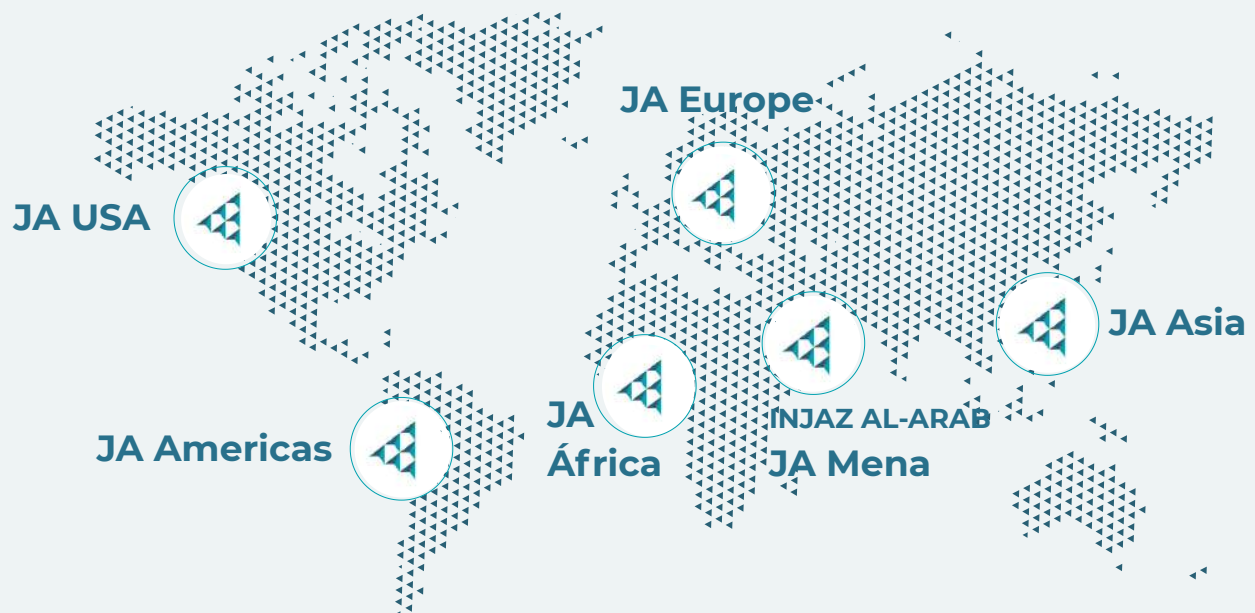 JA Europe
JA USA
JA Asia
JA
África
INJAZ AL-ARAB
JA Mena
JA Americas